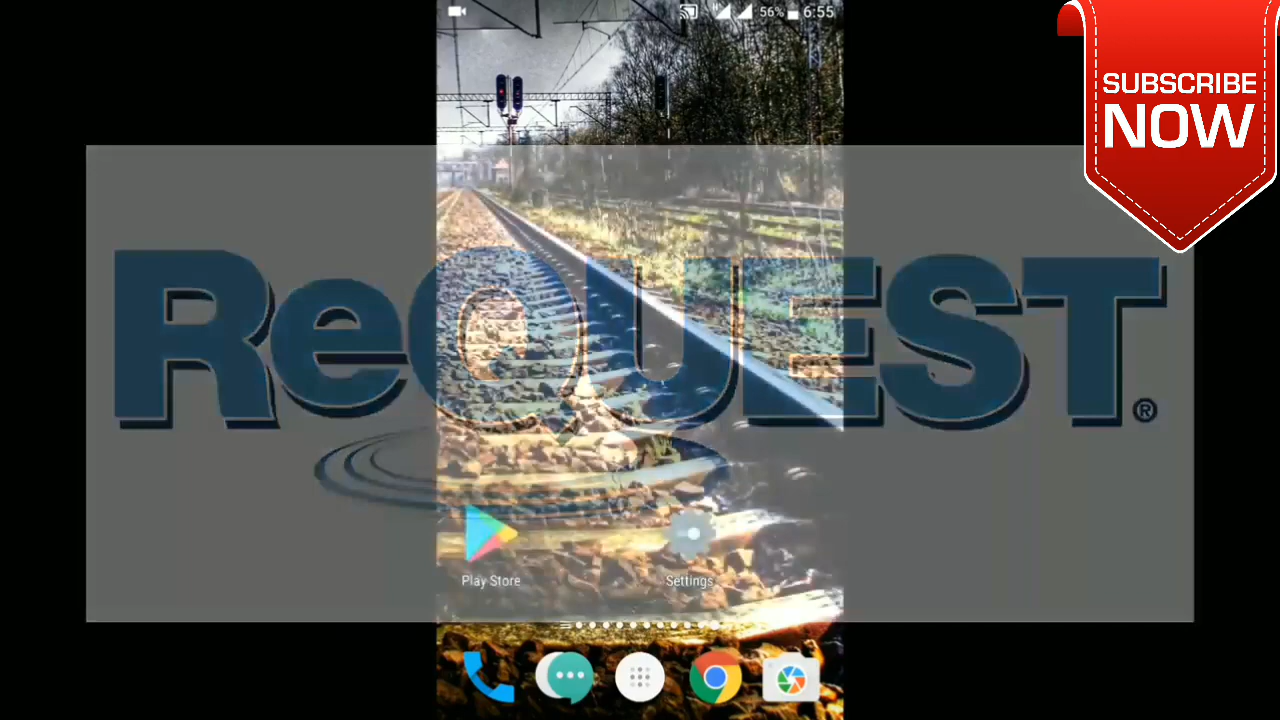 56% 6:55
SUBSCRIBE
NOW
ReQUEST®
Play Store
Settings